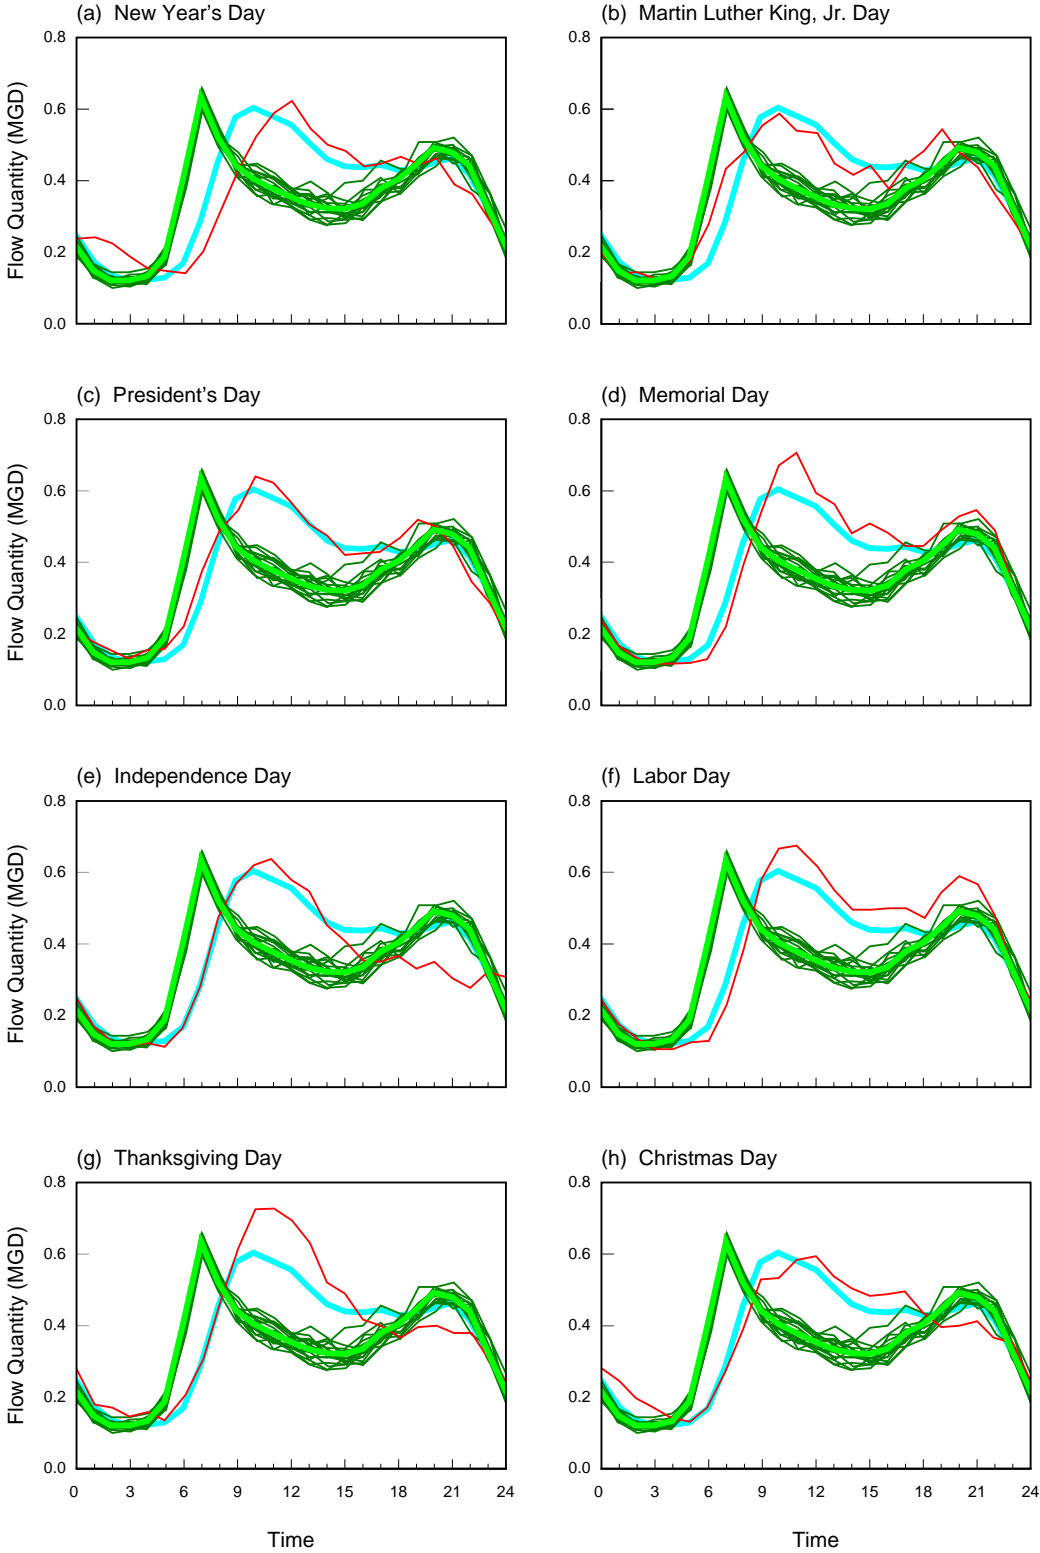 (a) New Year's Day
(b) Martin Luther King, Jr. Day
0.8
0.6
0.4
0.2
0.0
Flow Quantity (MGD)
0.8
0.6
0.4
0.2
0.0
(c) President's Day
(d) Memorial Day
0.8
0.6
0.4
0.2
0.0
Flow Quantity (MGD)
0.8
0.6
0.4
0.2
0.0
(e) Independence Day
(f) Labor Day
0.8
0.6
0.4
0.2
0.0
Flow Quantity (MGD)
0.8
0.6
0.4
0.2
0.0
(g) Thanksgiving Day
(h) Christmas Day
0.8
0.6
0.4
0.2
0.0
Flow Quantity (MGD)
0.8
0.6
0.4
0.2
0.0
0 3 6 9 12 15 18 21 24
0 3 6 9 12 15 18 21 24
Time
Time